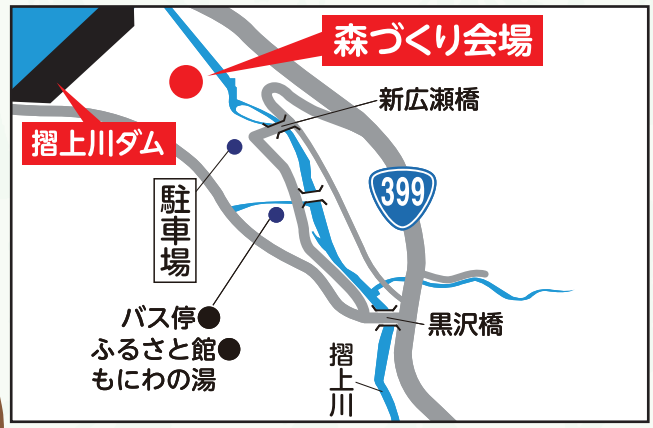 森づくり会場
新広瀬橋
摺上川ダム
399
駐車場
バス停●
ふるさと館●
もにわの湯
黒沢橋
摺上川